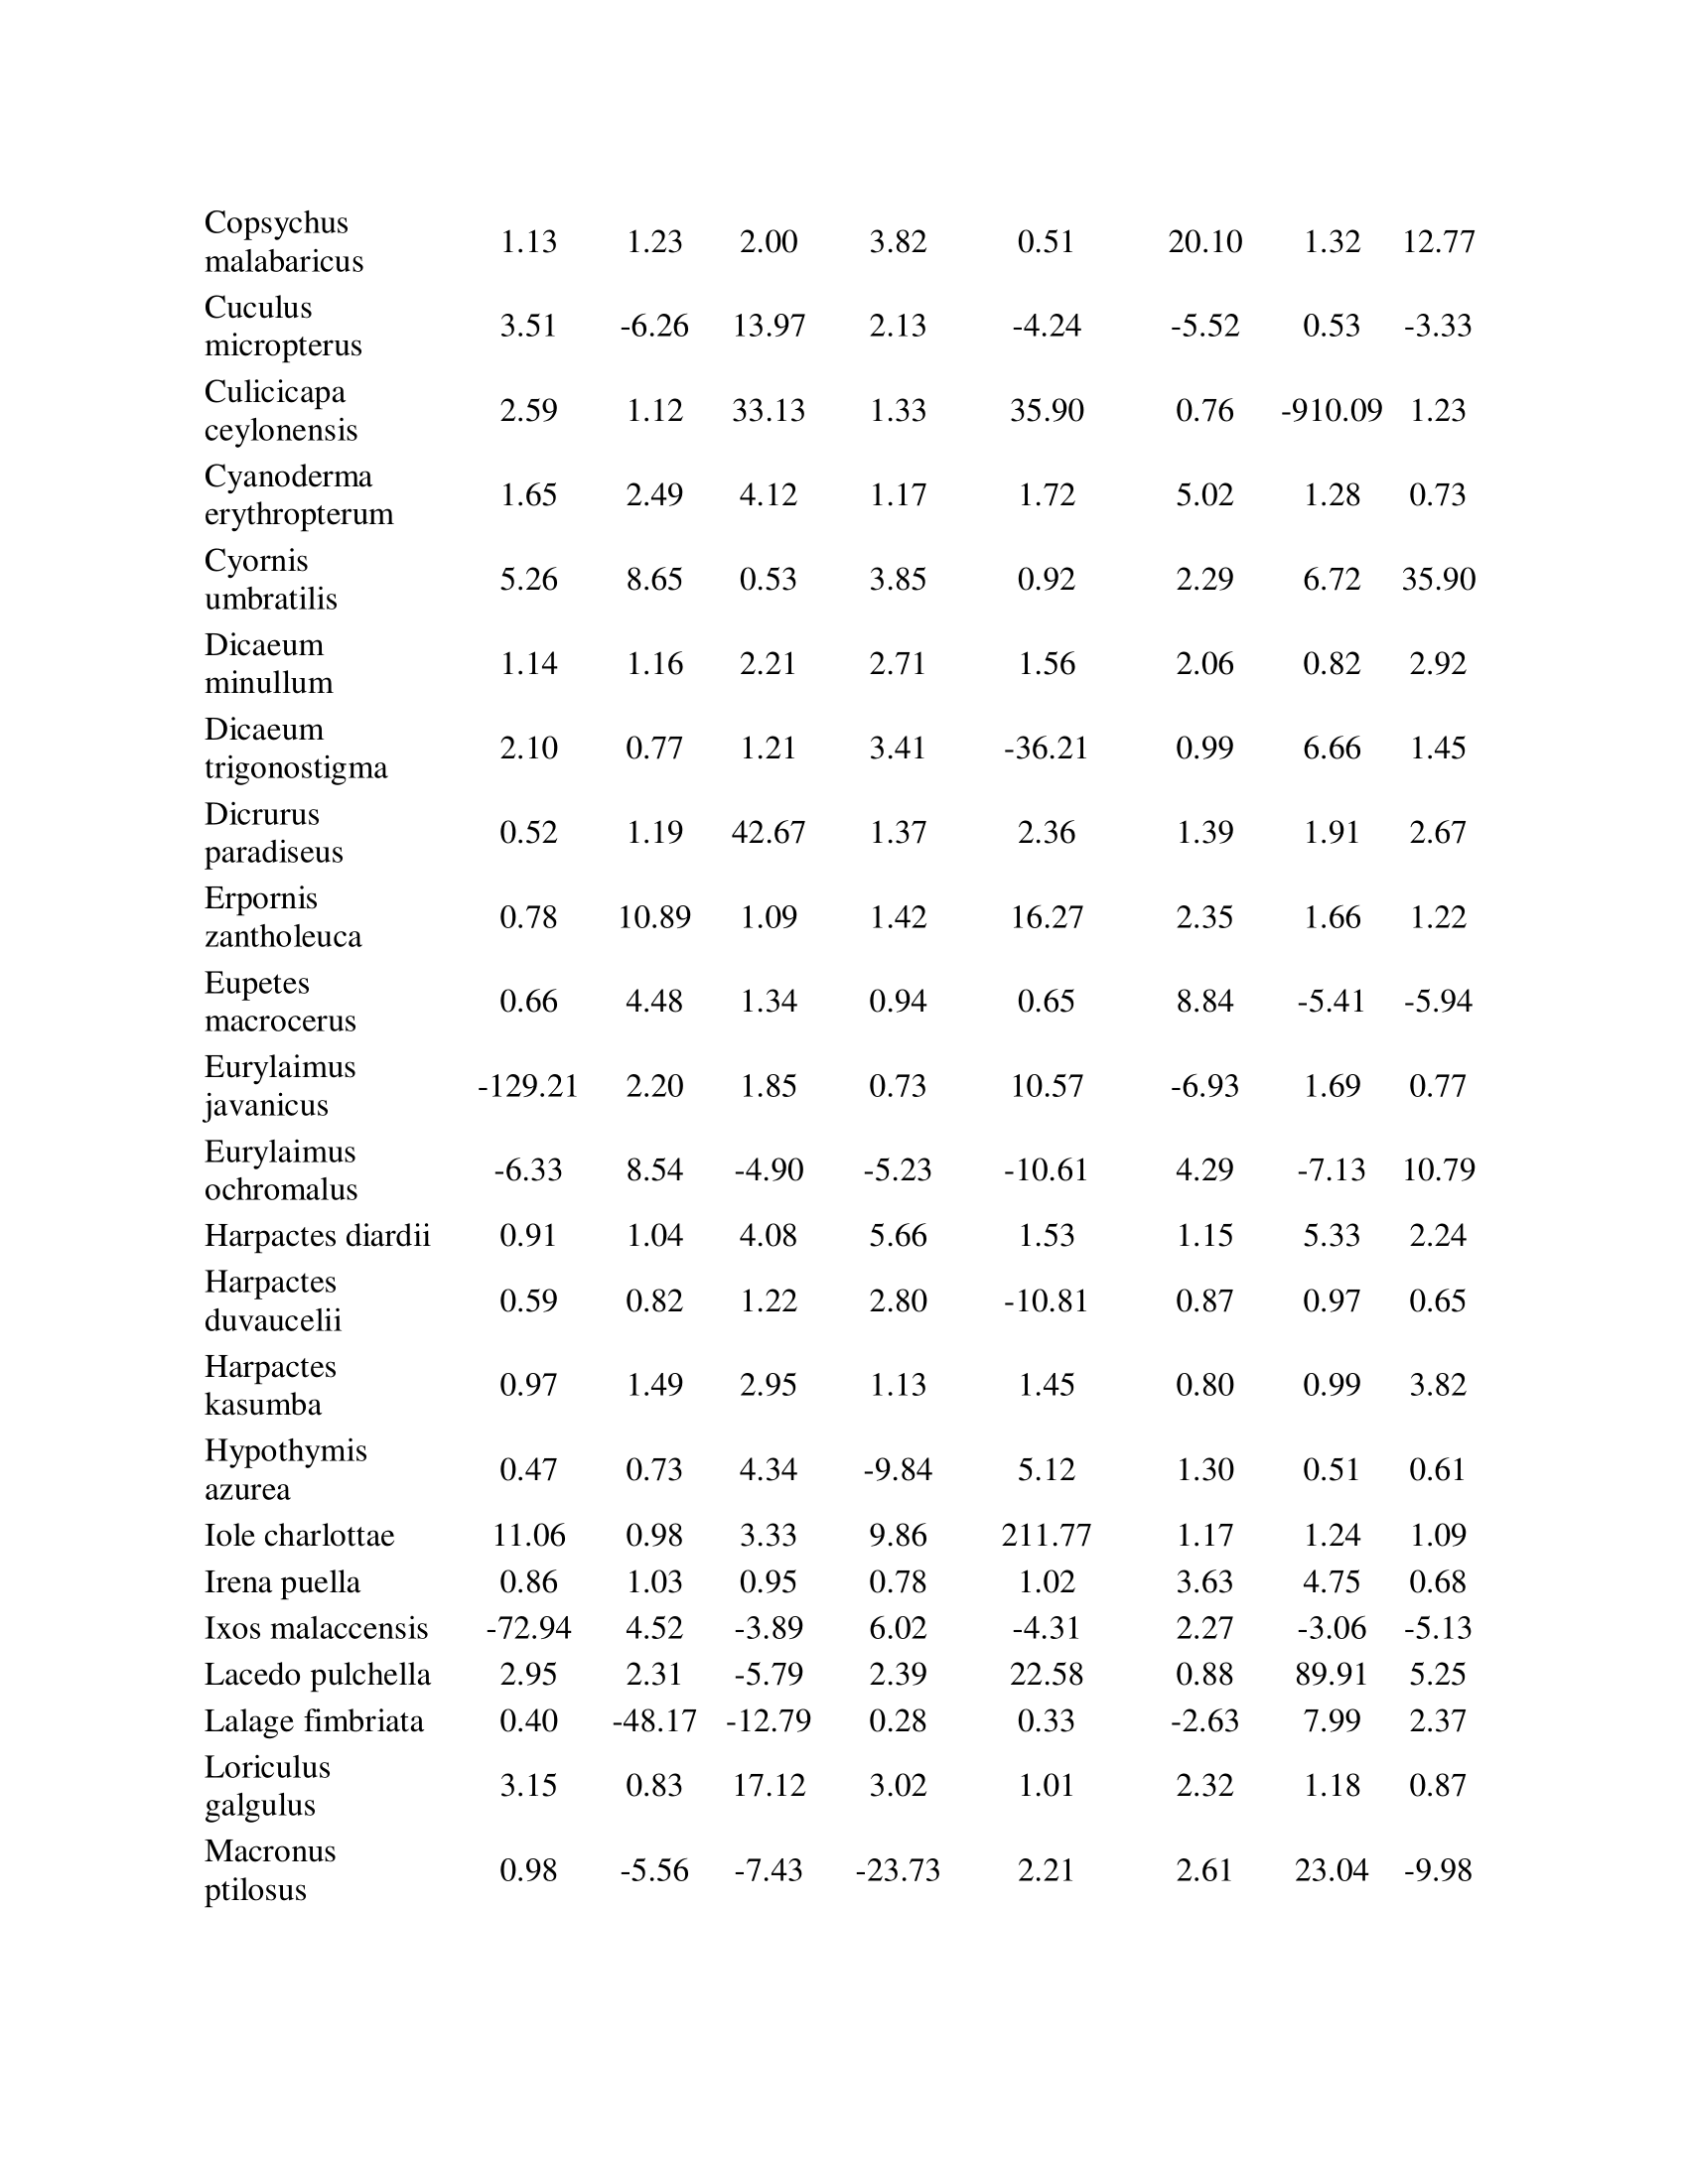 Copsychus
malabaricus 1.13 1.23 2.00 3.82 0.51 20.10 1.32 12.77
Cuculus
micropterus 3.51 -6.26 13.97 2.13 -4.24 -5.52 0.53 -3.33
Culicicapa
ceylonensis 2.59 1.12 33.13 1.33 35.90 0.76 -910.09 1.23
Cyanoderma
erythropterum 1.65 2.49 4.12 1.17 1.72 5.02 1.28 0.73
Cyornis
umbratilis 5.26 8.65 0.53 3.85 0.92 2.29 6.72 35.90
Dicaeum
minullum 1.14 1.16 2.21 2.71 1.56 2.06 0.82 2.92
Dicaeum
trigonostigma 2.10 0.77 1.21 3.41 -36.21 0.99 6.66 1.45
Dicrurus
paradiseus 0.52 1.19 42.67 1.37 2.36 1.39 1.91 2.67
Erpornis
zantholeuca 0.78 10.89 1.09 1.42 16.27 2.35 1.66 1.22
Eupetes
macrocerus 0.66 4.48 1.34 0.94 0.65 8.84 -5.41 -5.94
Eurylaimus
javanicus -129.21 2.20 1.85 0.73 10.57 -6.93 1.69 0.77
Eurylaimus
ochromalus -6.33 8.54 -4.90 -5.23 -10.61 4.29 -7.13 10.79
Harpactes diardii 0.91 1.04 4.08 5.66 1.53 1.15 5.33 2.24
Harpactes
duvaucelii 0.59 0.82 1.22 2.80 -10.81 0.87 0.97 0.65
Harpactes
kasumba 0.97 1.49 2.95 1.13 1.45 0.80 0.99 3.82
Hypothymis
azurea 0.47 0.73 4.34 -9.84 5.12 1.30 0.51 0.61
Iole charlottae 11.06 0.98 3.33 9.86 211.77 1.17 1.24 1.09
Irena puella 0.86 1.03 0.95 0.78 1.02 3.63 4.75 0.68
Ixos malaccensis -72.94 4.52 -3.89 6.02 -4.31 2.27 -3.06 -5.13
Lacedo pulchella 2.95 2.31 -5.79 2.39 22.58 0.88 89.91 5.25
Lalage fimbriata 0.40 -48.17 -12.79 0.28 0.33 -2.63 7.99 2.37
Loriculus
galgulus 3.15 0.83 17.12 3.02 1.01 2.32 1.18 0.87
Macronus
ptilosus 0.98 -5.56 -7.43 -23.73 2.21 2.61 23.04 -9.98